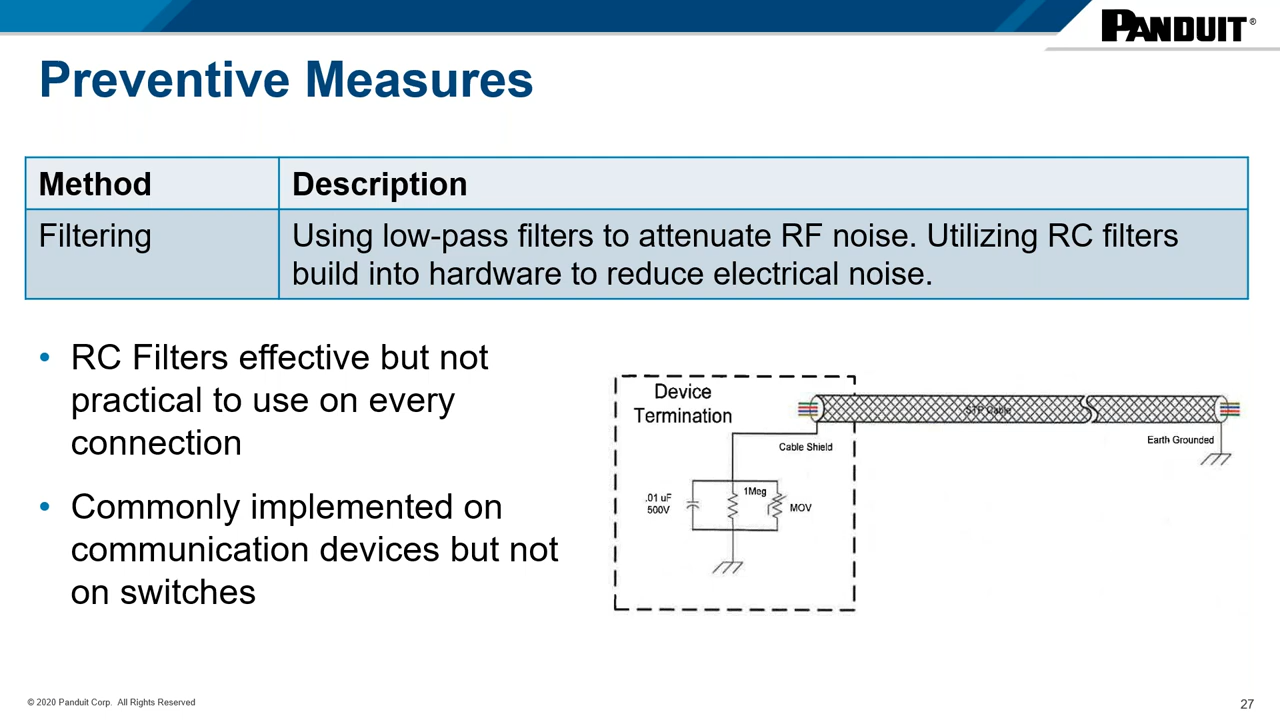 PANDUIT®
Preventive Measures
Method Description
Filtering Using low-pass filters to attenuate RF noise. Utilizing RC filters
build into hardware to reduce electrical noise.
• RC Filters effective but not
practical to use on every
connection
• Commonly implemented on
communication devices but not
on switches
Device
Termination
STP Cable
Cable Shield
Earth Grounded
.01 uF
500V
1Meg
MOV
© 2020 Panduit Corp. All Rights Reserved
27